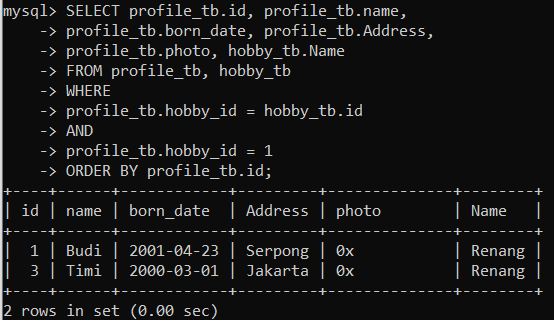 mysql> SELECT profile_tb.id, profile_tb.name,
    -> profile_tb.born_date, profile_tb.Address,
    -> profile_tb.photo, hobby_tb.Name
    -> FROM profile_tb, hobby_tb
    -> WHERE
    -> profile_tb.hobby_id = hobby_tb.id
    -> AND
    -> profile_tb.hobby_id = 1
    -> ORDER BY profile_tb.id;
+----+------+------------+---------+--------------+--------+
| id | name | born_date  | Address | photo        | Name   |
+----+------+------------+---------+--------------+--------+
|  1 | Budi | 2001-04-23 | Serpong | 0x           | Renang |
|  3 | Timi | 2000-03-01 | Jakarta | 0x           | Renang |
+----+------+------------+---------+--------------+--------+
2 rows in set (0.00 sec)